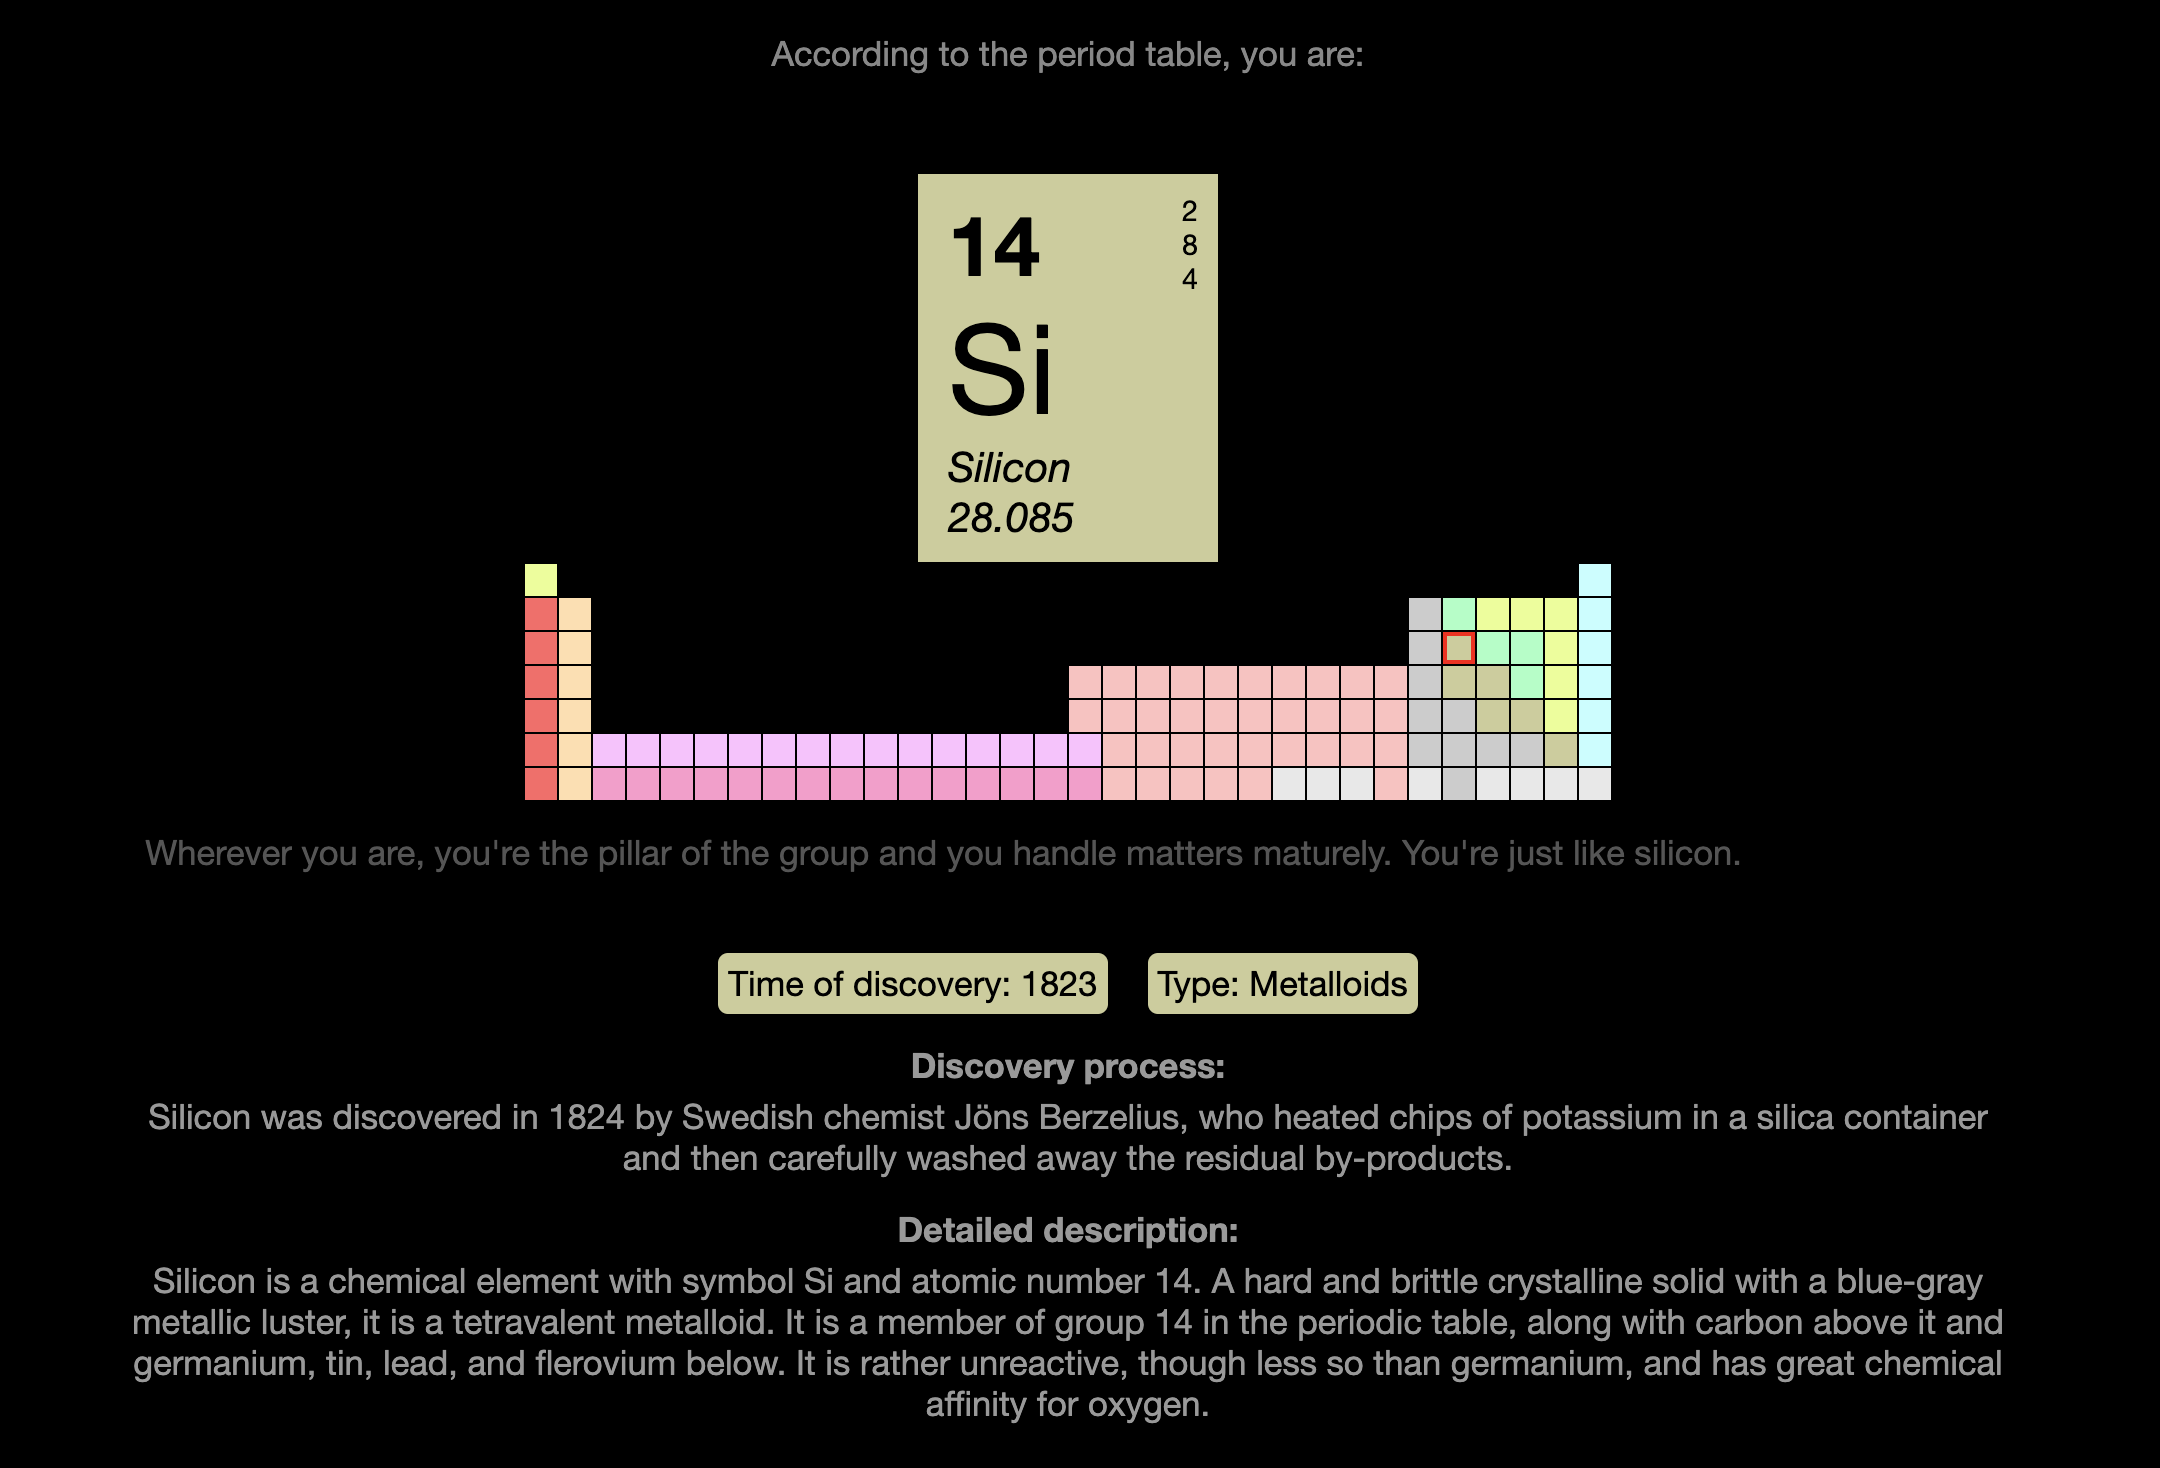 According to the period table, you are:
14
2
8
4
Si
Silicon
28.085
Wherever you are, you're the pillar of the group and you handle matters maturely. You're just like silicon.
Time of discovery: 1823
Type: Metalloids
Discovery process:
Silicon was discovered in 1824 by Swedish chemist Jöns Berzelius, who heated chips of potassium in a silica container
and then carefully washed away the residual by-products.
Detailed description:
Silicon is a chemical element with symbol Si and atomic number 14. A hard and brittle crystalline solid with a blue-gray
metallic luster, it is a tetravalent metalloid. It is a member of group 14 in the periodic table, along with carbon above it and
germanium, tin, lead, and flerovium below. It is rather unreactive, though less so than germanium, and has great chemical
affinity for oxygen.